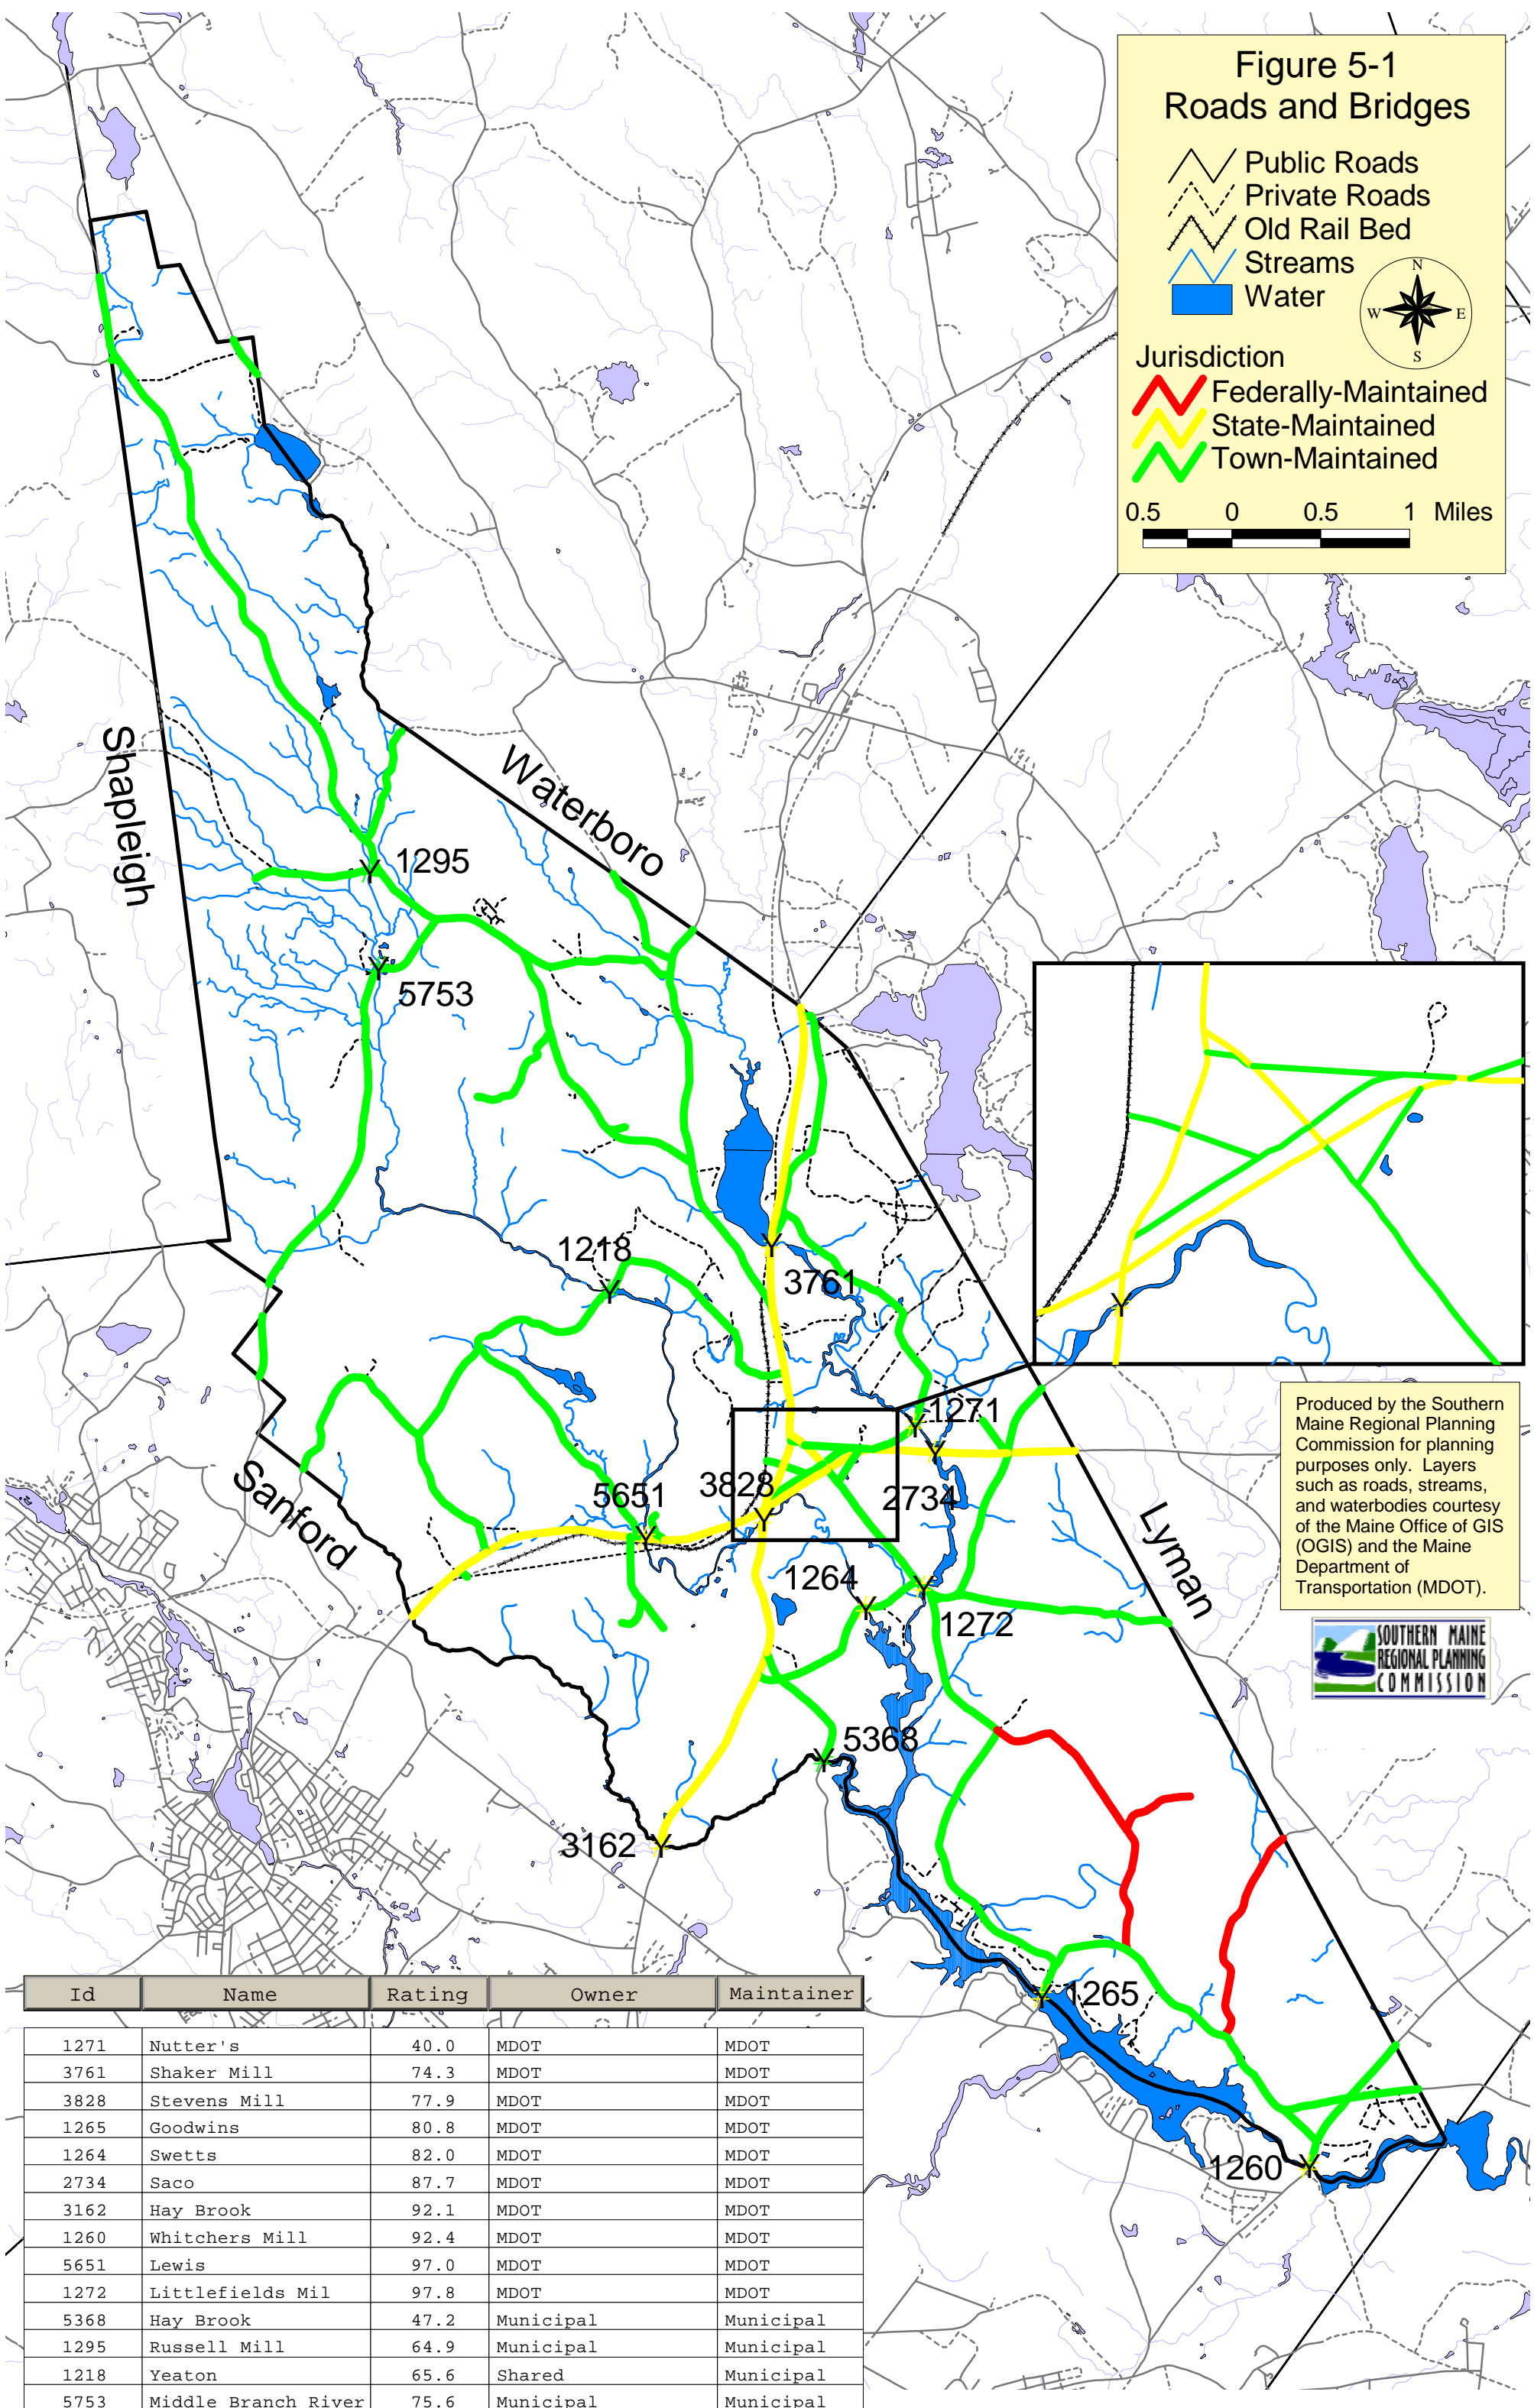 Figure 5-1
Roads and Bridges
Public Roads
Private Roads
Old Rail Bed
Streams
Water
N
W E
S
Jurisdiction
Federally-Maintained
State-Maintained
Town-Maintained
0.5 0 0.5 1 Miles
Shapleigh
Waterboro
1295
5753
1218
3761
1271
3828
5651
2734
Sanford
Lyman
1264
1272
5368
3162
1265
1260
Produced by the Southern
Maine Regional Planning
Commission for planning
purposes only. Layers
such as roads, streams,
and waterbodies courtesy
of the Maine Office of GIS
(OGIS) and the Maine
Department of
Transportation (MDOT).
SOUTHERN MAINE
REGIONAL PLANNING
COMMISSION
Id Name Rating Owner Maintainer
1271 Nutter's 40.0 MDOT MDOT
3761 Shaker Mill 74.3 MDOT MDOT
3828 Stevens Mill 77.9 MDOT MDOT
1265 Goodwins 80.8 MDOT MDOT
1264 Swetts 82.0 MDOT MDOT
2734 Saco 87.7 MDOT MDOT
3162 Hay Brook 92.1 MDOT MDOT
1260 Whitchers Mill 92.4 MDOT MDOT
5651 Lewis 97.0 MDOT MDOT
1272 Littlefields Mil 97.8 MDOT MDOT
5368 Hay Brook 47.2 Municipal Municipal
1295 Russell Mill 64.9 Municipal Municipal
1218 Yeaton 65.6 Shared Municipal
5753 Middle Branch River 75.6 Municipal Municipal